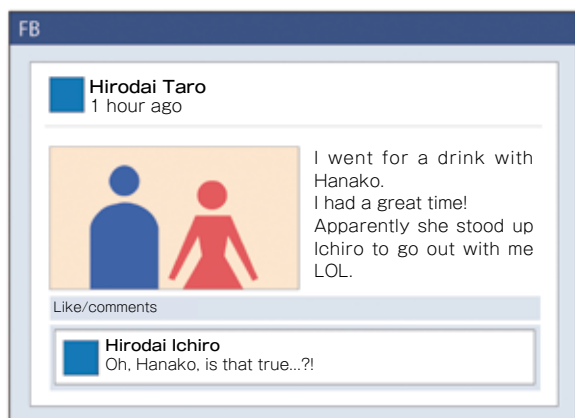 FB
Hirodai Taro
1 hour ago
I went for a drink with
Hanako.
I had a great time!
Apparently she stood up
Ichiro to go out with me
LOL.
Like/comments
Hirodai Ichiro
Oh, Hanako, is that true...?!